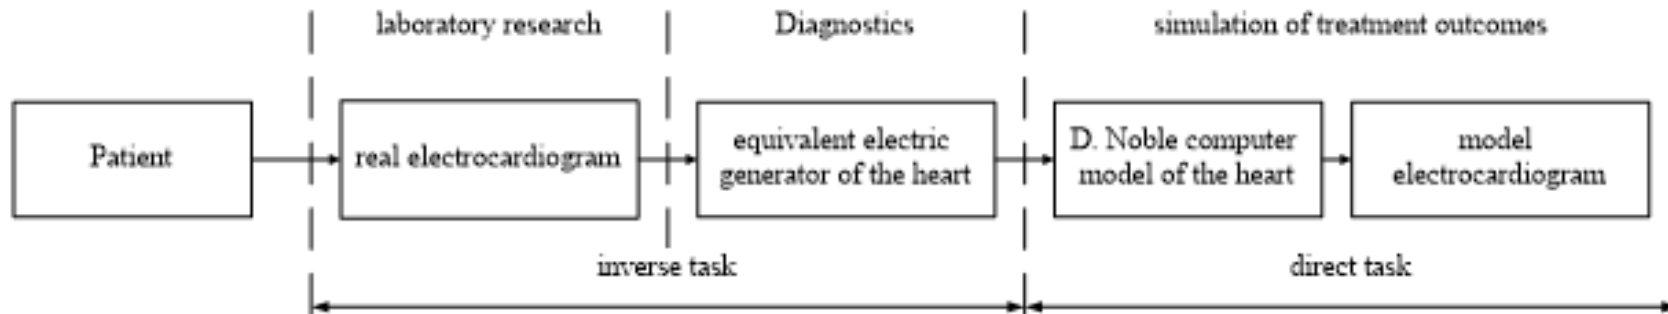 laboratory research
Diagnostics
simulation of treatment outcomes
Patient
real electrocardiogram
equivalent electric
generator of the heart
D. Noble computer
model of the heart
model
electrocardiogram
inverse task
direct task